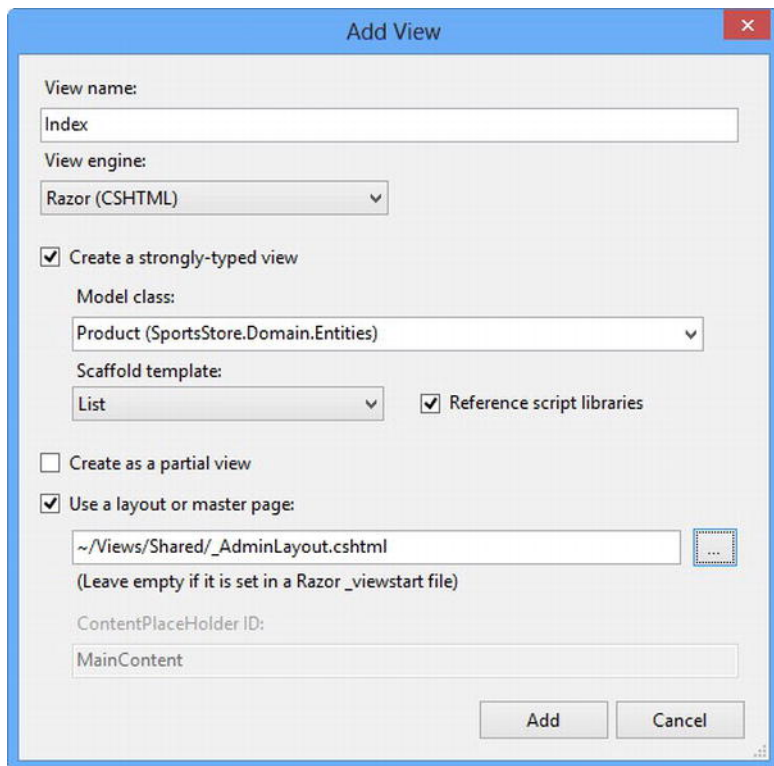 Add View
View name:
Index
View engine:
Razor (CSHTML)
Create a strongly-typed view
Model class:
Product (SportsStore.Domain.Entities)
Scaffold template:
List
Reference script libraries
Create as a partial view
Use a layout or master page:
~/Views/Shared/_AdminLayout.cshtml
...
(Leave empty if it is set in a Razor _viewstart file)
ContentPlaceHolder ID:
MainContent
Add
Cancel